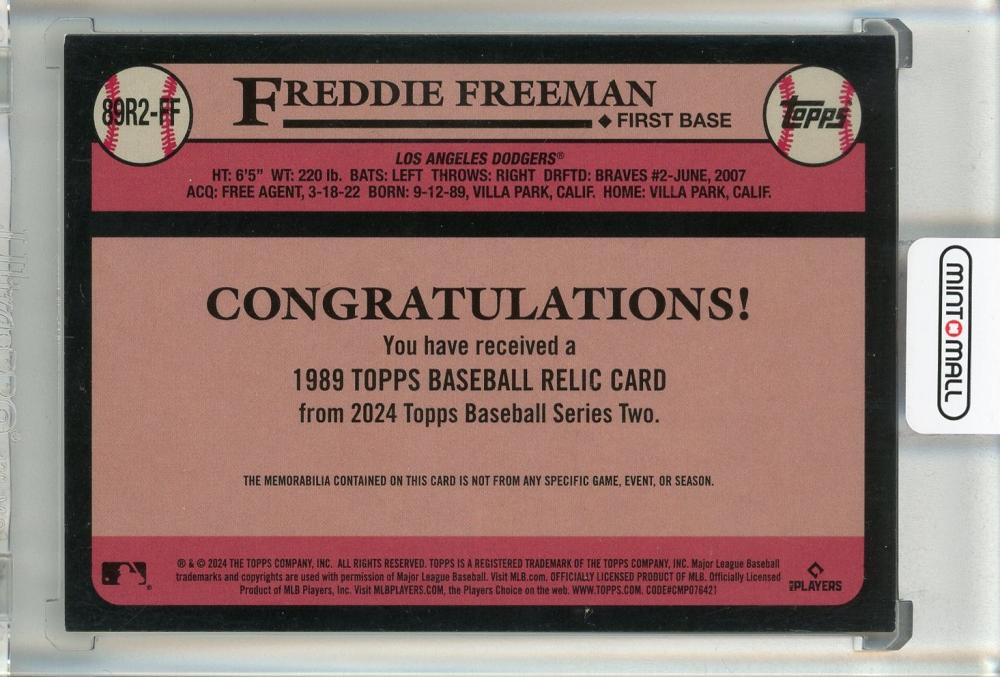 89R2-FF
FREDDIE FREEMAN
◆ FIRST BASE
topps
LOS ANGELES DODGERS®
HT: 6'5" WT: 220 lb. BATS: LEFT THROWS: RIGHT DRFTD: BRAVES #2-JUNE, 2007
ACQ: FREE AGENT, 3-18-22 BORN: 9-12-89, VILLA PARK, CALIF. HOME: VILLA PARK, CALIF.
CONGRATULATIONS!
You have received a
1989 TOPPS BASEBALL RELIC CARD
from 2024 Topps Baseball Series Two.
THE MEMORABILIA CONTAINED ON THIS CARD IS NOT FROM ANY SPECIFIC GAME, EVENT, OR SEASON.
® & © 2024 THE TOPPS COMPANY, INC. ALL RIGHTS RESERVED. TOPPS IS A REGISTERED TRADEMARK OF THE TOPPS COMPANY, INC. Major League Baseball
trademarks and copyrights are used with permission of Major League Baseball. Visit MLB.com. OFFICIALLY LICENSED PRODUCT OF MLB. Officially Licensed
Product of MLB Players, Inc. Visit MLBPLAYERS.COM, the Players Choice on the web. WWW.TOPPS.COM. CODE#CMP076421
MLB PLAYERS
MINT MALL